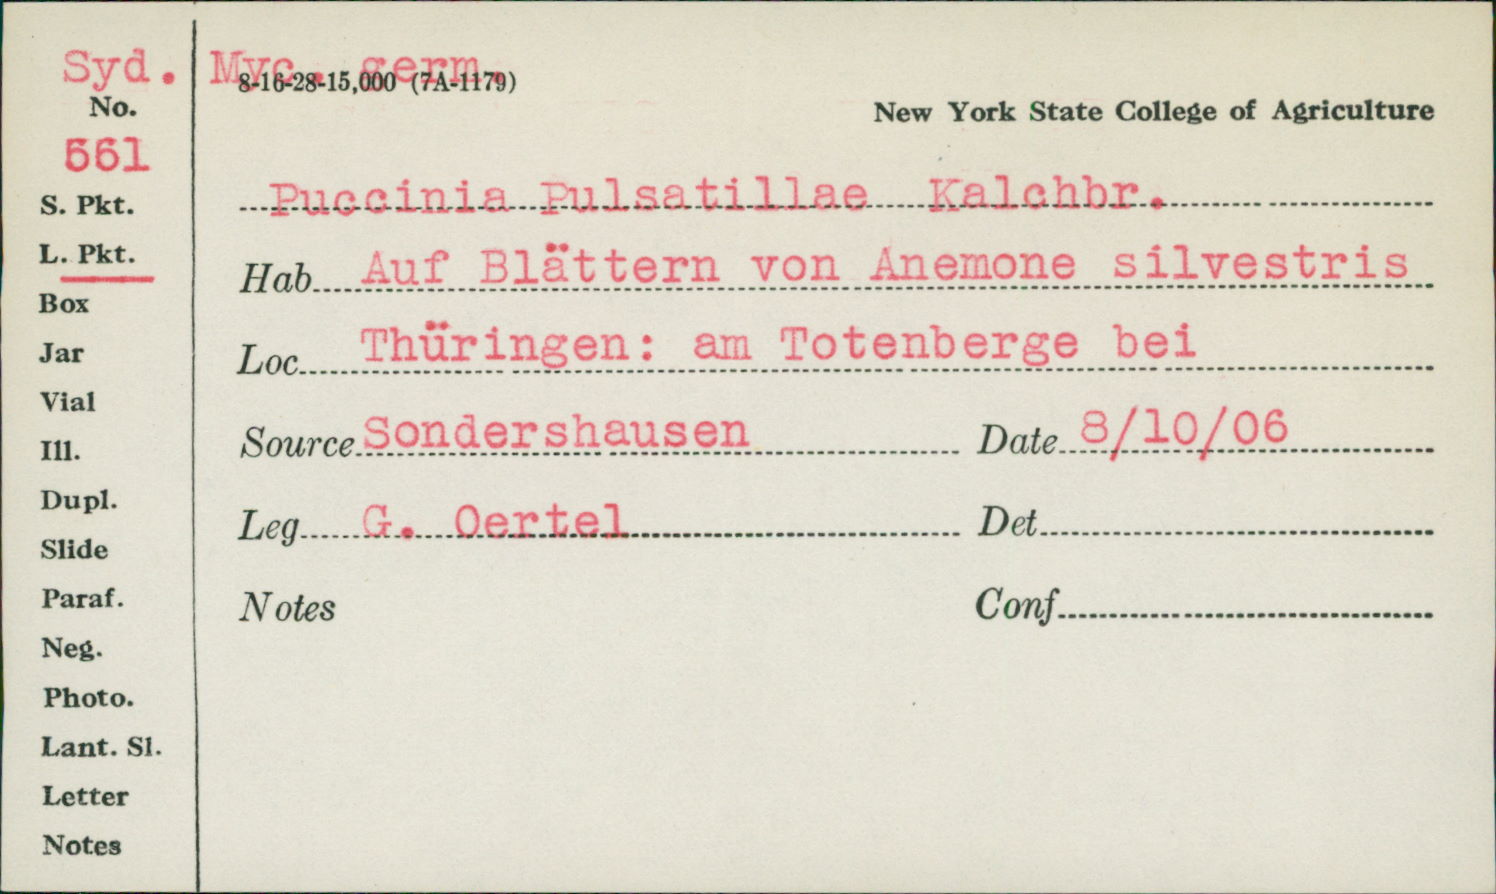 Syd. Myc. germ.
8-16-28-15,000 (7A-1179)
No.
New York State College of Agriculture
561
Puccinia Pulsatillae Kalchbr.
S. Pkt.
L. Pkt.
Hab Auf Blättern von Anemone silvestris
Box
Loc Thüringen: am Totenberge bei
Jar
Vial
Source Sondershausen Date 8/10/06
Ill.
Dupl.
Leg G. Oertel Det
Slide
Paraf.
Notes Conf
Neg.
Photo.
Lant. Sl.
Letter
Notes